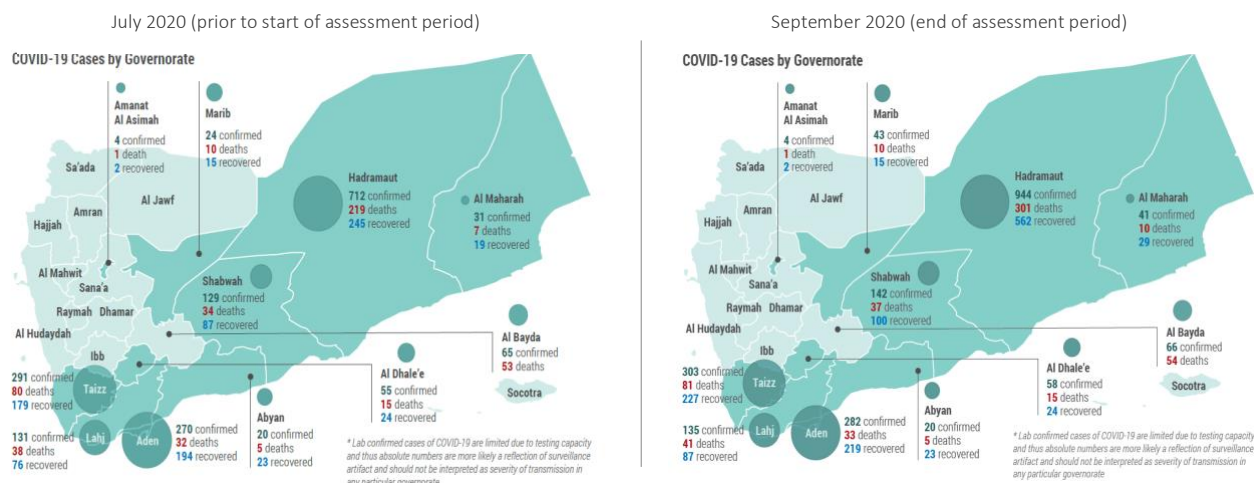 July 2020 (prior to start of assessment period)
COVID-19 Cases by Governorate
Amanat
Al Asimah
4 confirmed
1 death
2 recovered
Marib
24 confirmed
10 deaths
15 recovered
Sa'ada
Al Jawf
Hadramaut
712 confirmed
219 deaths
245 recovered
Al Maharah
31 confirmed
7 deaths
19 recovered
Amran
Hajjah
Al Mahwit
Sana'a
Shabwah
129 confirmed
34 deaths
87 recovered
Raymah Dhamar
Al Hudaydah
Ibb
Al Bayda
65 confirmed
53 deaths
Al Dhale'e
55 confirmed
15 deaths
24 recovered
Socotra
291 confirmed
80 deaths
179 recovered
Taizz
Abyan
20 confirmed
5 deaths
23 recovered
131 confirmed
38 deaths
76 recovered
Lahj
Aden
270 confirmed
32 deaths
194 recovered
* Lab confirmed cases of COVID-19 are limited due to testing capacity
and thus absolute numbers are more likely a reflection of surveillance
artifact and should not be interpreted as severity of transmission in
any particular governorate
September 2020 (end of assessment period)
COVID-19 Cases by Governorate
Amanat
Al Asimah
4 confirmed
1 death
2 recovered
Marib
43 confirmed
10 deaths
15 recovered
Sa'ada
Al Jawf
Hadramaut
944 confirmed
301 deaths
562 recovered
Al Maharah
41 confirmed
10 deaths
29 recovered
Amran
Hajjah
Al Mahwit
Sana'a
Shabwah
142 confirmed
37 deaths
100 recovered
Raymah Dhamar
Al Hudaydah
Ibb
Al Bayda
66 confirmed
54 deaths
Al Dhale'e
58 confirmed
15 deaths
24 recovered
Socotra
303 confirmed
81 deaths
227 recovered
Taizz
Abyan
20 confirmed
5 deaths
23 recovered
135 confirmed
41 deaths
87 recovered
Lahj
Aden
282 confirmed
33 deaths
219 recovered
* Lab confirmed cases of COVID-19 are limited due to testing capacity
and thus absolute numbers are more likely a reflection of surveillance
artifact and should not be interpreted as severity of transmission in
any particular governorate